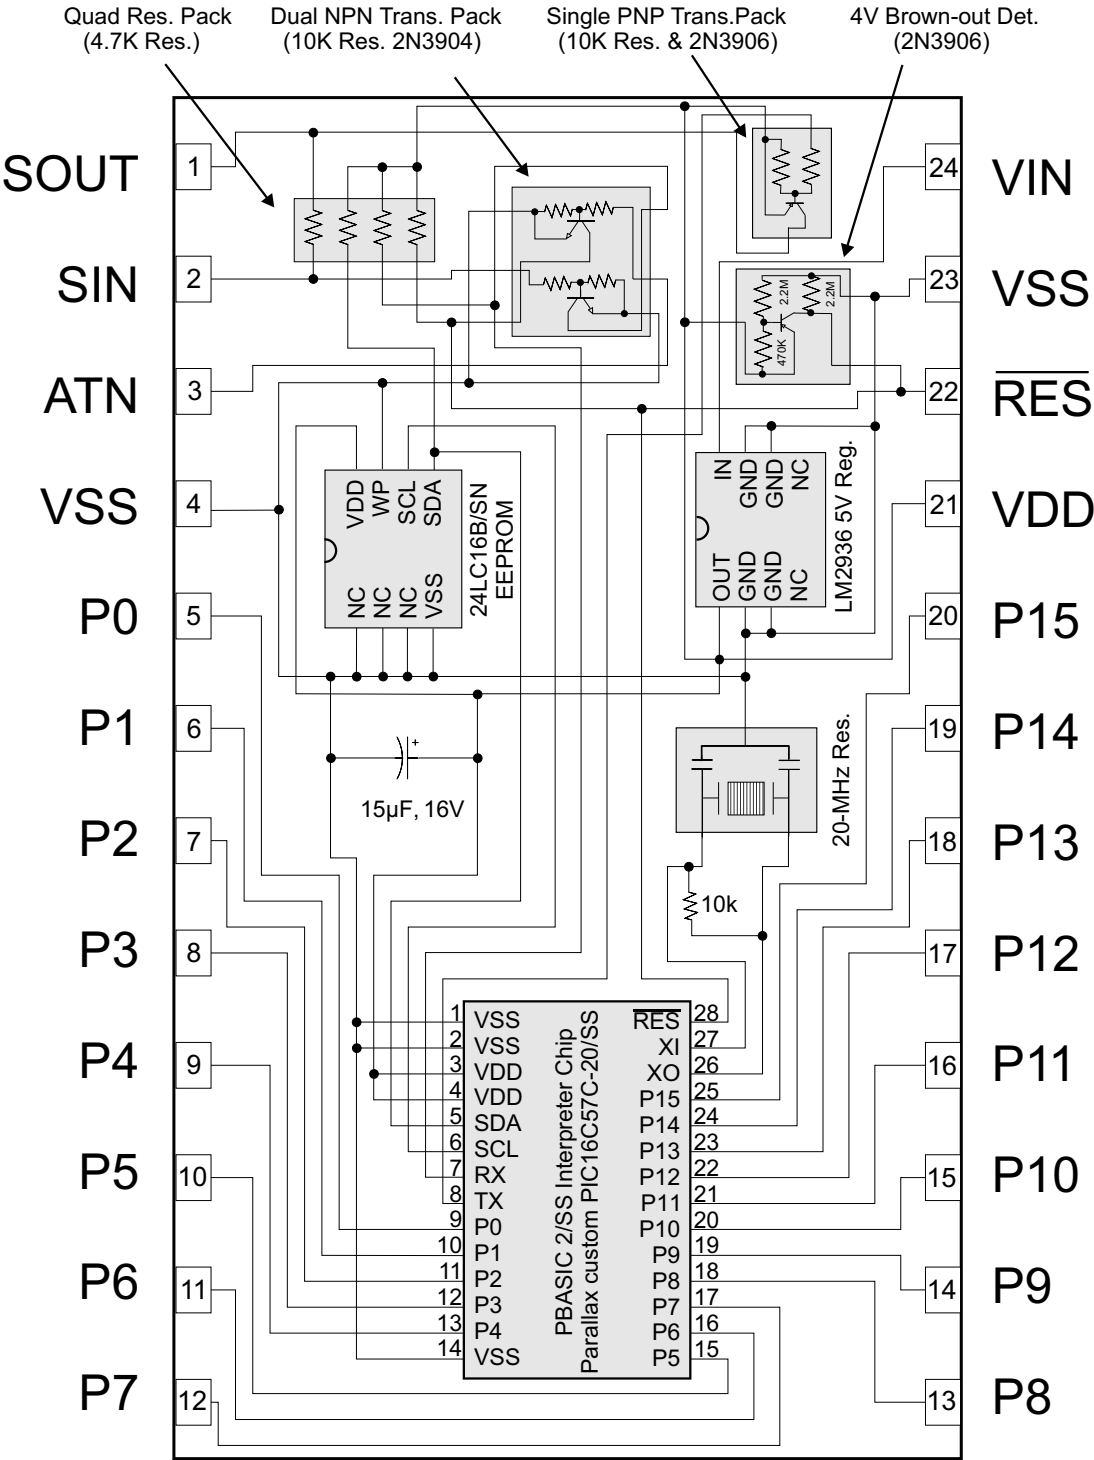 Quad Res. Pack
(4.7K Res.)
Dual NPN Trans. Pack
(10K Res. 2N3904)
Single PNP Trans.Pack
(10K Res. & 2N3906)
4V Brown-out Det.
(2N3906)
SOUT
1
SIN
2
ATN
3
VSS
4
P0
5
P1
6
P2
7
P3
8
P4
9
P5
10
P6
11
P7
12
24
VIN
23
VSS
22
RES
21
VDD
20
P15
19
P14
18
P13
17
P12
16
P11
15
P10
14
P9
13
P8
2.2M
2.2M
470K
VDD
WP
SCL
SDA
NC
NC
NC
VSS
24LC16B/SN
EEPROM
IN
GND
GND
NC
OUT
GND
GND
NC
LM2936 5V Reg.
+
15µF, 16V
20-MHz Res.
10k
1
VSS
2
VSS
3
VDD
4
VDD
5
SDA
6
SCL
7
RX
8
TX
9
P0
10
P1
11
P2
12
P3
13
P4
14
VSS
PBASIC 2/SS Interpreter Chip
Parallax custom PIC16C57C-20/SS
RES
28
XI
27
XO
26
P15
25
P14
24
P13
23
P12
22
P11
21
P10
20
P9
19
P8
18
P7
17
P6
16
P5
15